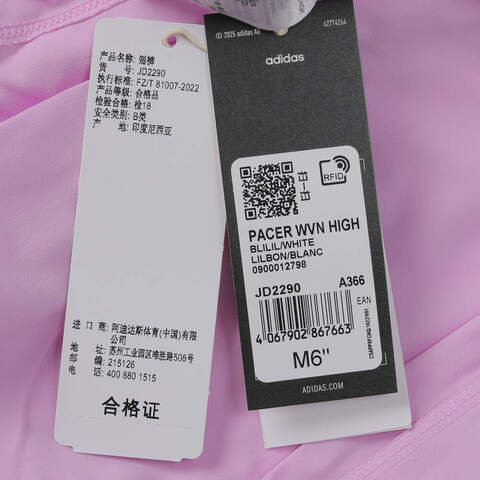 产品名称: 短裤
货 号: JD2290
执行标准: FZ/T 81007-2022
产品等级: 合格品
检验合格: 检18
安全类别: B类
产 地: 印度尼西亚
进 口 商: 阿迪达斯体育(中国)有限
公司
地址: 苏州工业园区唯胜路508号
邮编: 215126
电话: 400 880 1515
合格证
© 2025 adidas AG
62774264
adidas
RFID
PACER WVN HIGH
BLILIL/WHITE
LILBON/BLANC
0900012798
JD2290 A366
EAN
4 067902 867663
M6"
ADIDAS.COM